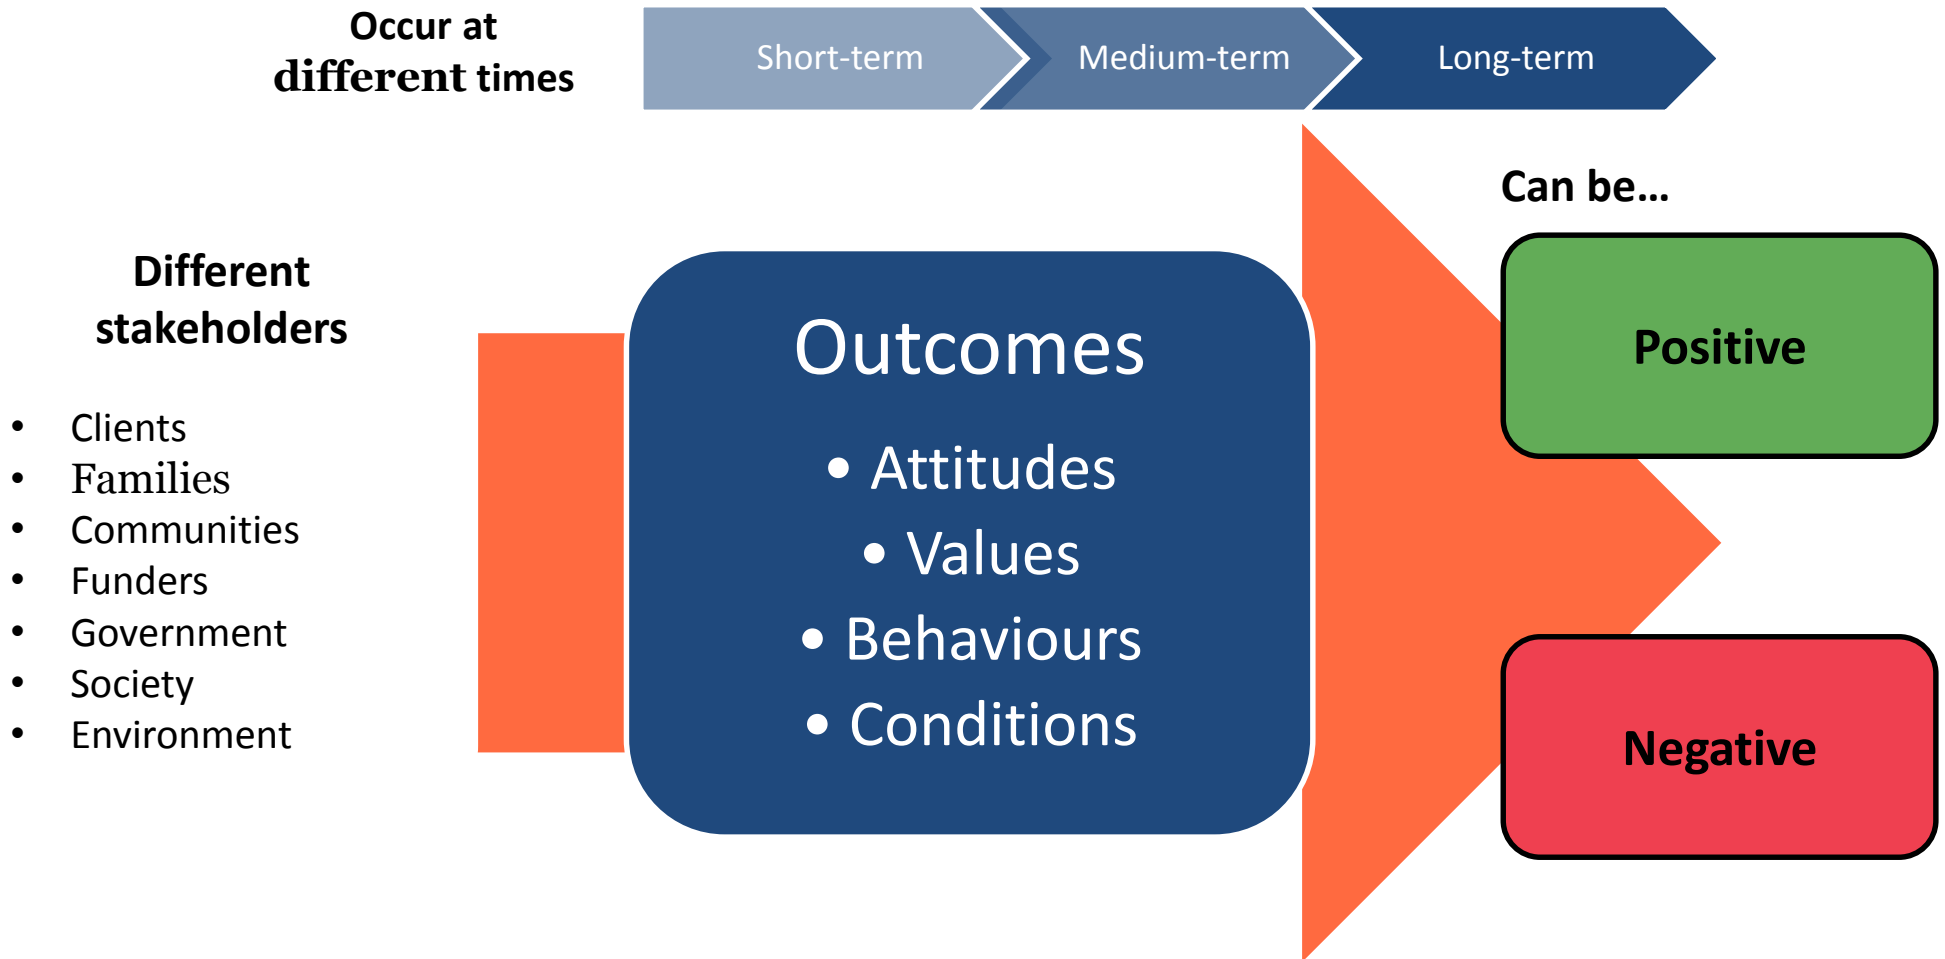 Occur at
different times
Short-term
Medium-term
Long-term
Can be...
Different
stakeholders
• Clients
• Families
• Communities
• Funders
• Government
• Society
• Environment
Outcomes
• Attitudes
• Values
• Behaviours
• Conditions
Positive
Negative